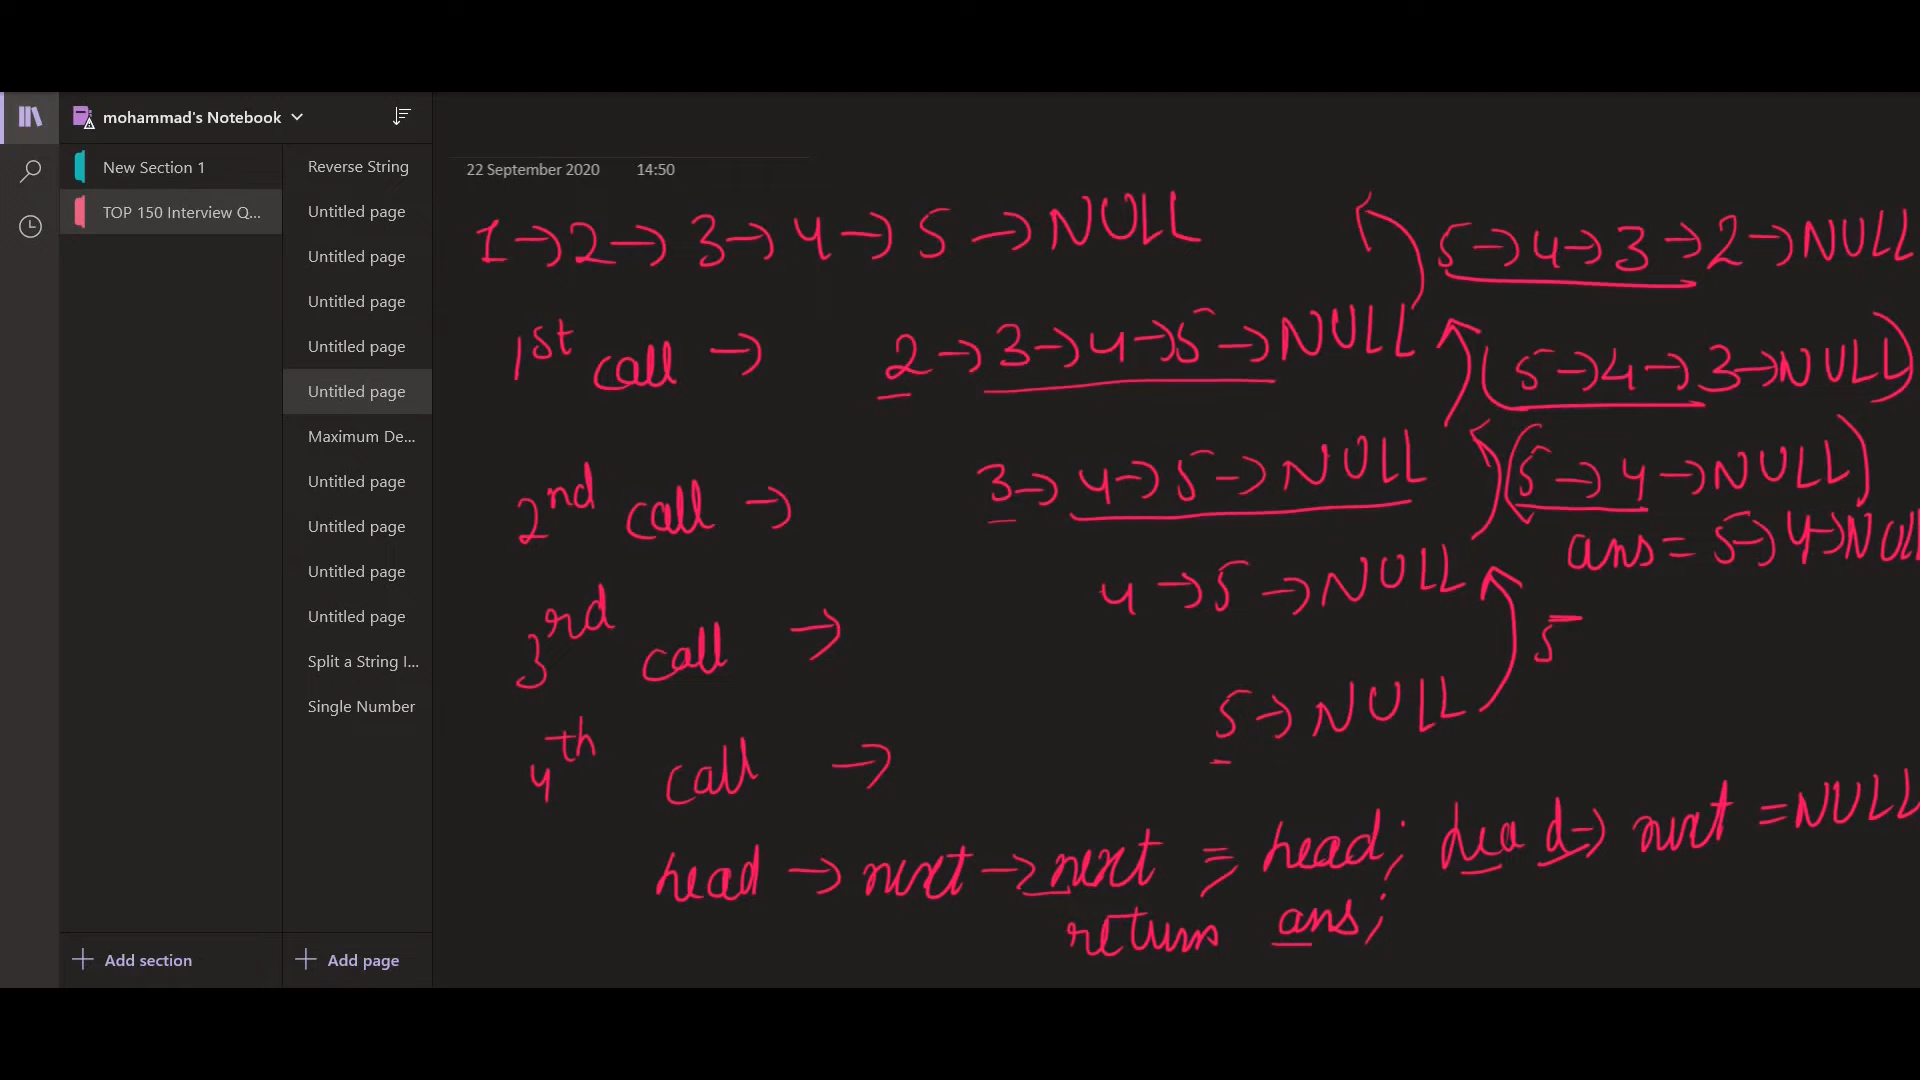 mohammad's Notebook
New Section 1
TOP 150 Interview Q...
Add section
Reverse String
Untitled page
Untitled page
Untitled page
Untitled page
Untitled page
Maximum De...
Untitled page
Untitled page
Untitled page
Untitled page
Split a String I...
Single Number
Add page
22 September 2020 14:50
1→2→3→4→5→NULL
5→4→3→2→NULL
1st call → 2→3→4→5→NULL
(5→4→3→NULL)
2nd call → 3→4→5→NULL
(5→4→NULL)
ans = 5→4→NULL
3rd call → 4→5→NULL
5
4th call → 5→NULL
head→next→next = head; head→next = NULL
return ans;